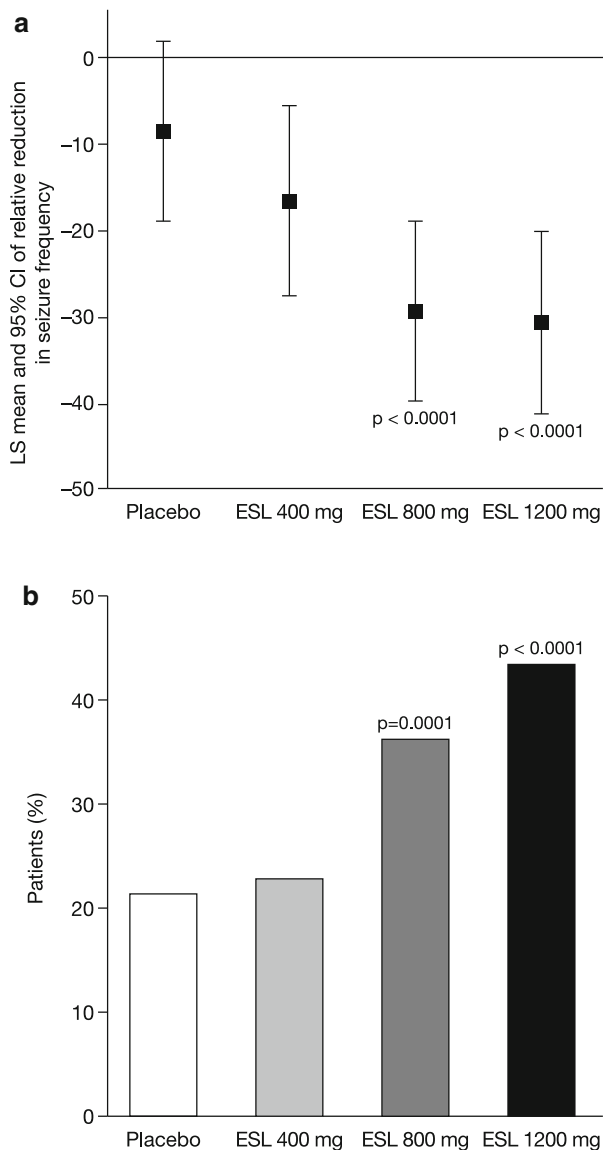 a
LS mean and 95% CI of relative reduction
in seizure frequency
0
–10
–20
–30
–40
–50
p < 0.0001
p < 0.0001
Placebo ESL 400 mg ESL 800 mg ESL 1200 mg
b
Patients (%)
50
40
30
20
10
0
p=0.0001
p < 0.0001
Placebo ESL 400 mg ESL 800 mg ESL 1200 mg